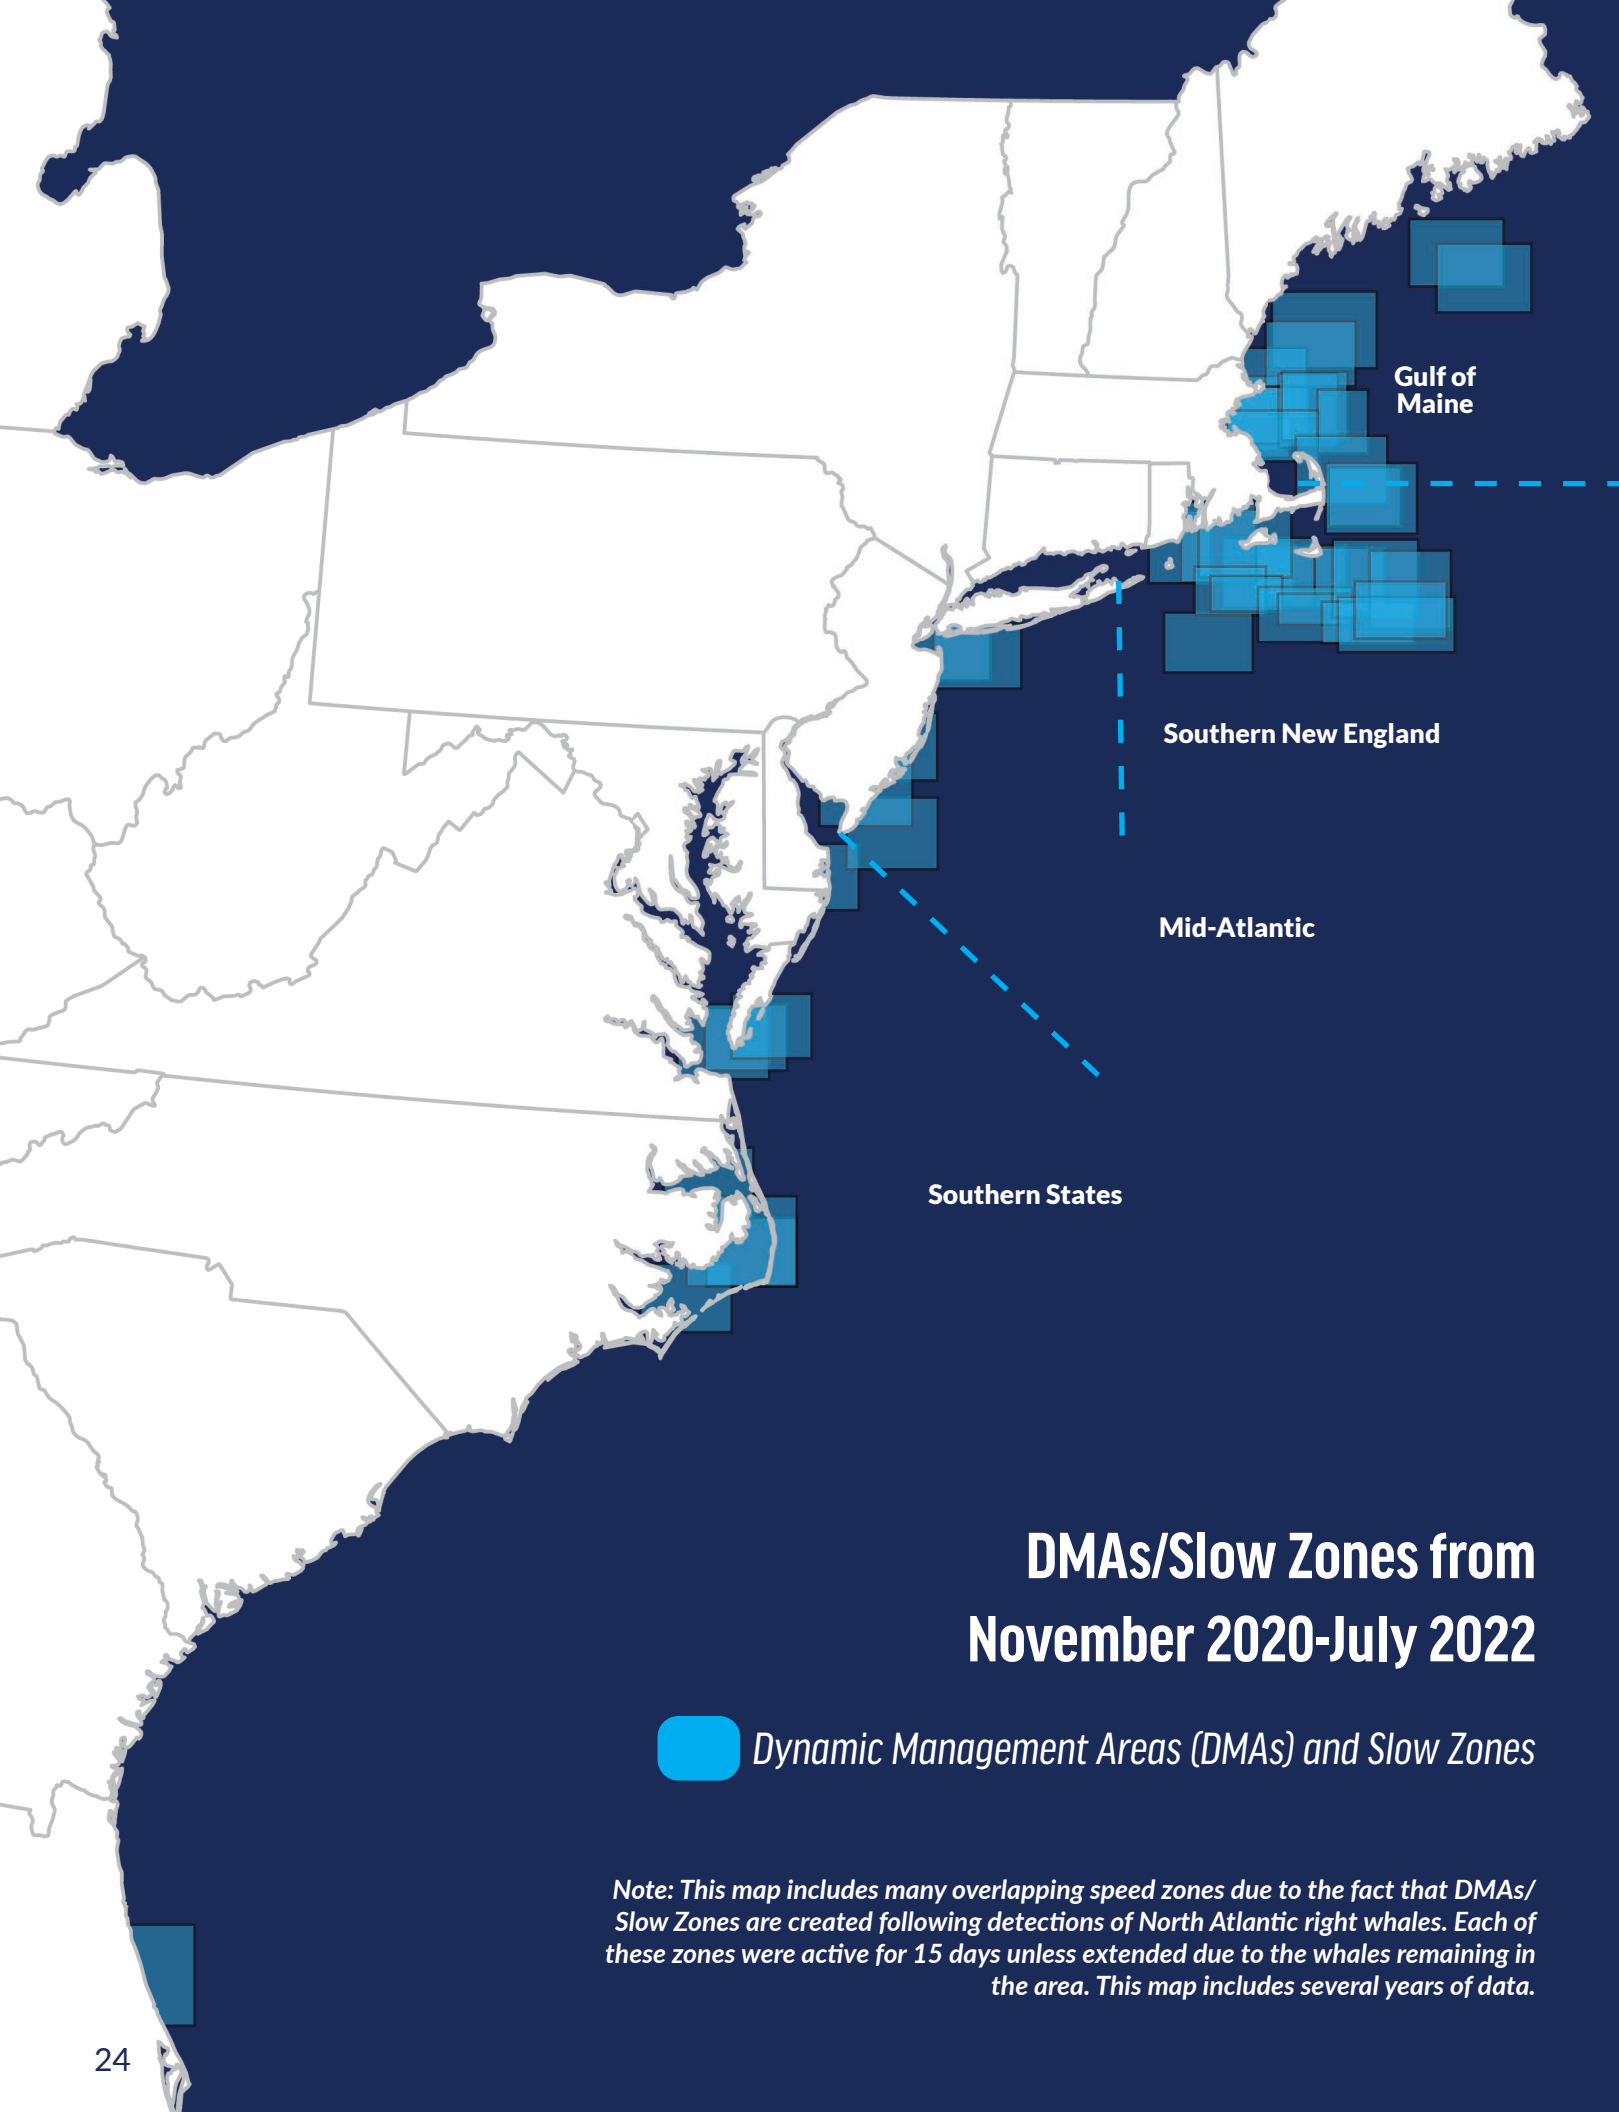 Gulf of
Maine
Southern New England
Mid-Atlantic
Southern States
DMAs/Slow Zones from
November 2020-July 2022
Dynamic Management Areas (DMAs) and Slow Zones
Note: This map includes many overlapping speed zones due to the fact that DMAs/
Slow Zones are created following detections of North Atlantic right whales. Each of
these zones were active for 15 days unless extended due to the whales remaining in
the area. This map includes several years of data.
24